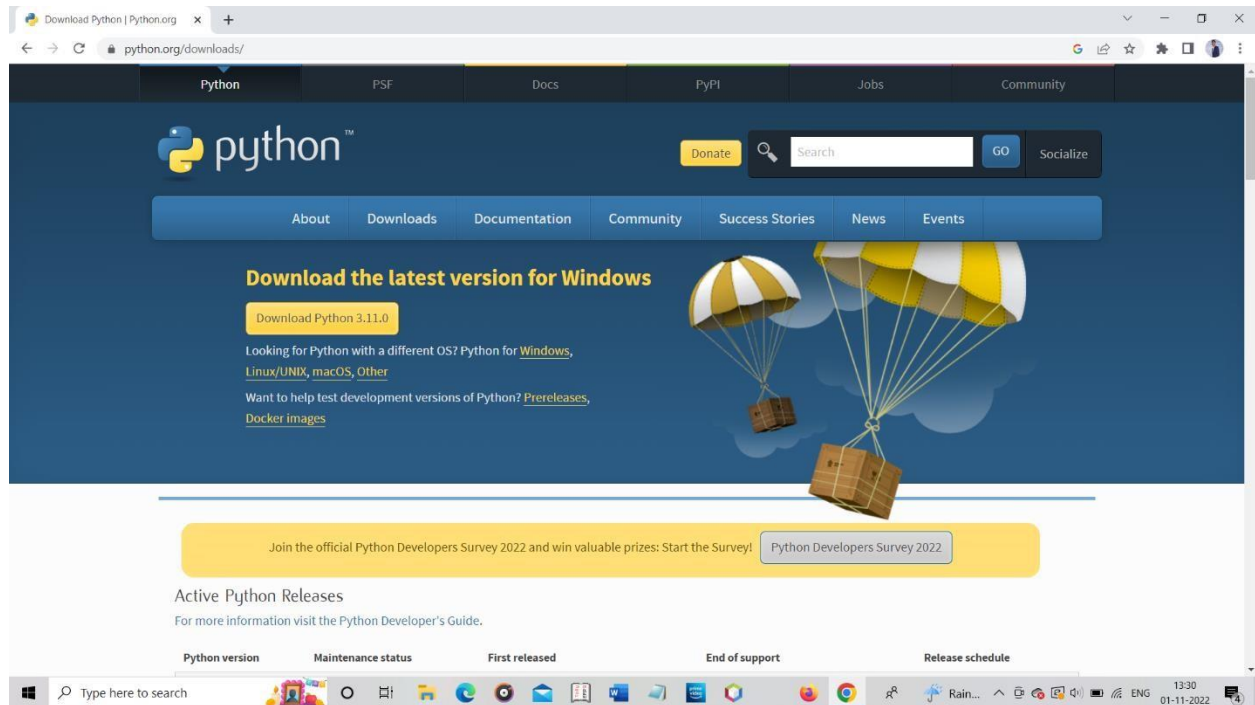 Download Python | Python.org
python.org/downloads/
Python PSF Docs PyPI Jobs Community
python™
Donate Search GO Socialize
About Downloads Documentation Community Success Stories News Events
Download the latest version for Windows
Download Python 3.11.0
Looking for Python with a different OS? Python for Windows,
Linux/UNIX, macOS, Other
Want to help test development versions of Python? Prereleases,
Docker images
Join the official Python Developers Survey 2022 and win valuable prizes: Start the Survey! Python Developers Survey 2022
Active Python Releases
For more information visit the Python Developer's Guide.
Python version Maintenance status First released End of support Release schedule
Type here to search Rain... ENG 13:30
01-11-2022 4